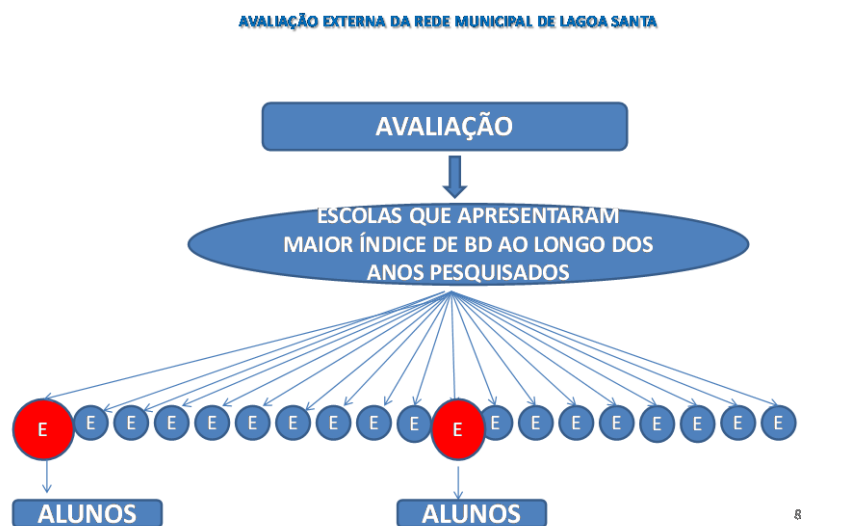 AVALIAÇÃO EXTERNA DA REDE MUNICIPAL DE LAGOA SANTA
AVALIAÇÃO
ESCOLAS QUE APRESENTARAM
MAIOR ÍNDICE DE BD AO LONGO DOS
ANOS PESQUISADOS
E E E E E E E E E E E E E E E E E E E
ALUNOS ALUNOS
8